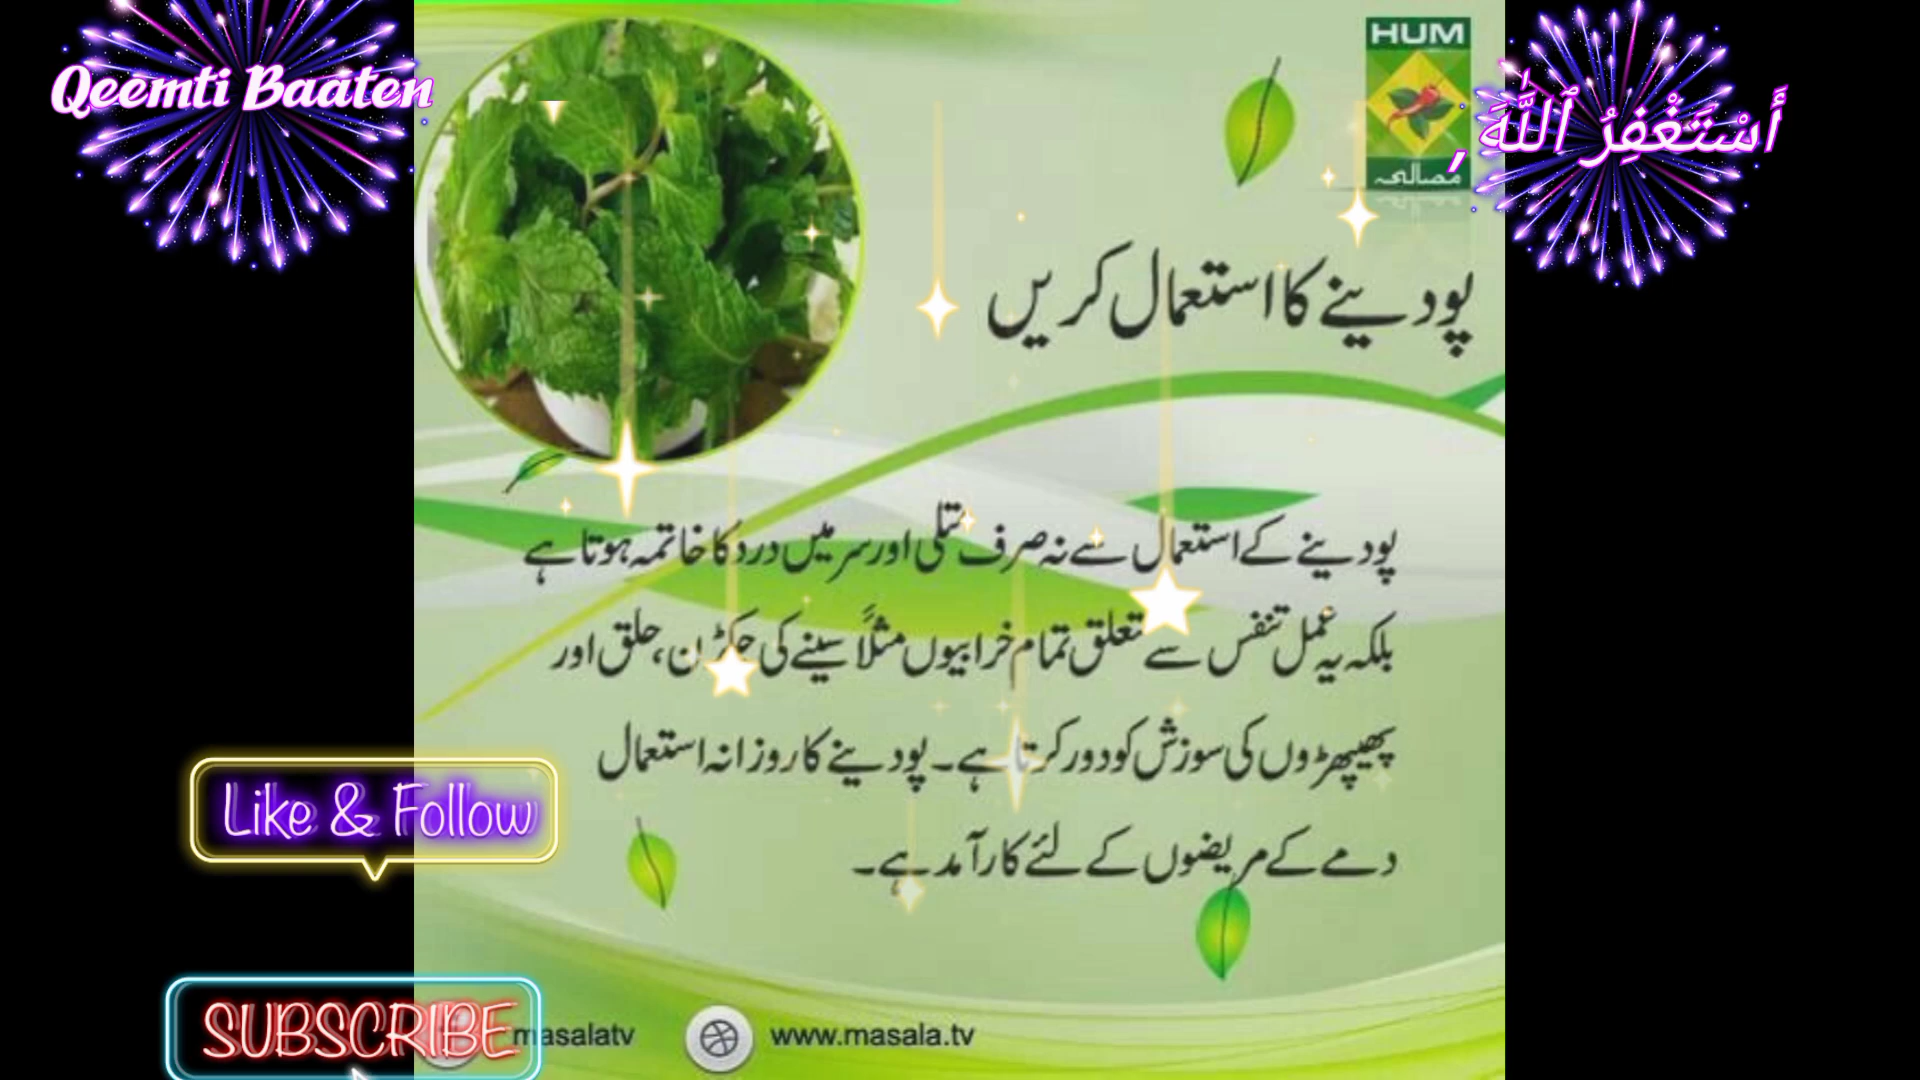 Qeemti Baaten
HUM
مصالحہ
أَسْتَغْفِرُ ٱللّٰهَ ,
پودینے کا استعمال کریں
پودینے کے استعمال سے نہ صرف متلی اور سر میں درد کا خاتمہ ہوتا ہے
بلکہ یہ عمل تنفس سے تعلق تمام خرابیوں مثلاً سینے کی جکڑن، حلق اور
پھیپھڑوں کی سوزش کو دور کرتا ہے۔ پودینے کا روزانہ استعمال
دمے کے مریضوں کے لئے کارآمد ہے۔
Like & Follow
SUBSCRIBE
masalatv
www.masala.tv